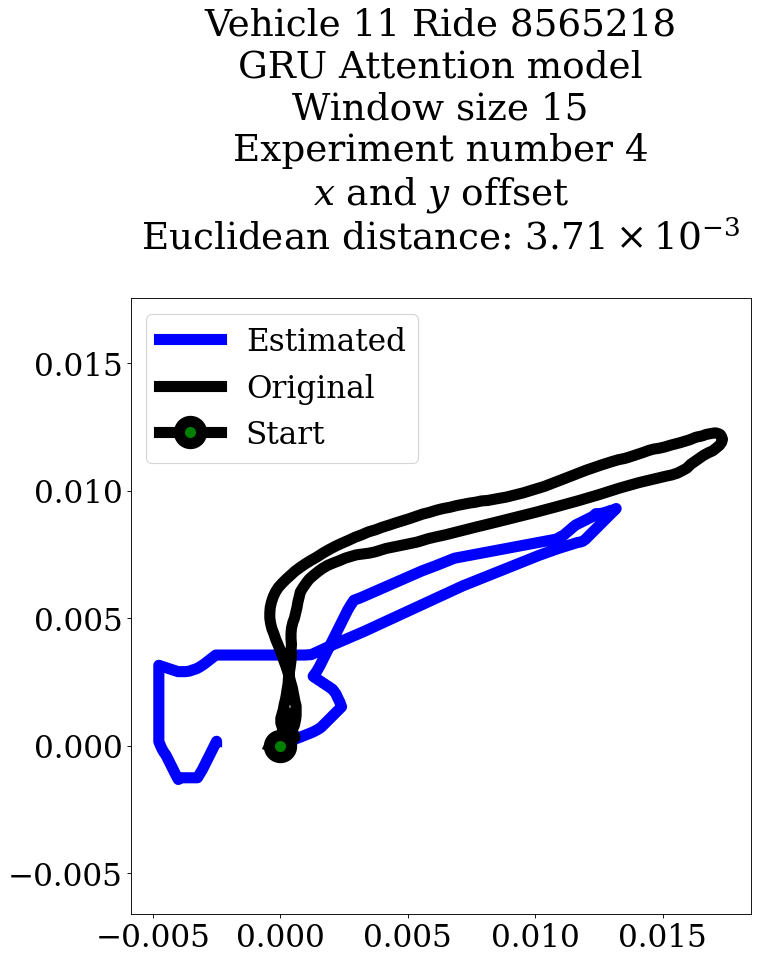 Vehicle 11 Ride 8565218
GRU Attention model
Window size 15
Experiment number 4
x and y offset
Euclidean distance: 3.71 × 10⁻³
Estimated
Original
Start
0.015
0.010
0.005
0.000
−0.005
−0.005 0.000 0.005 0.010 0.015